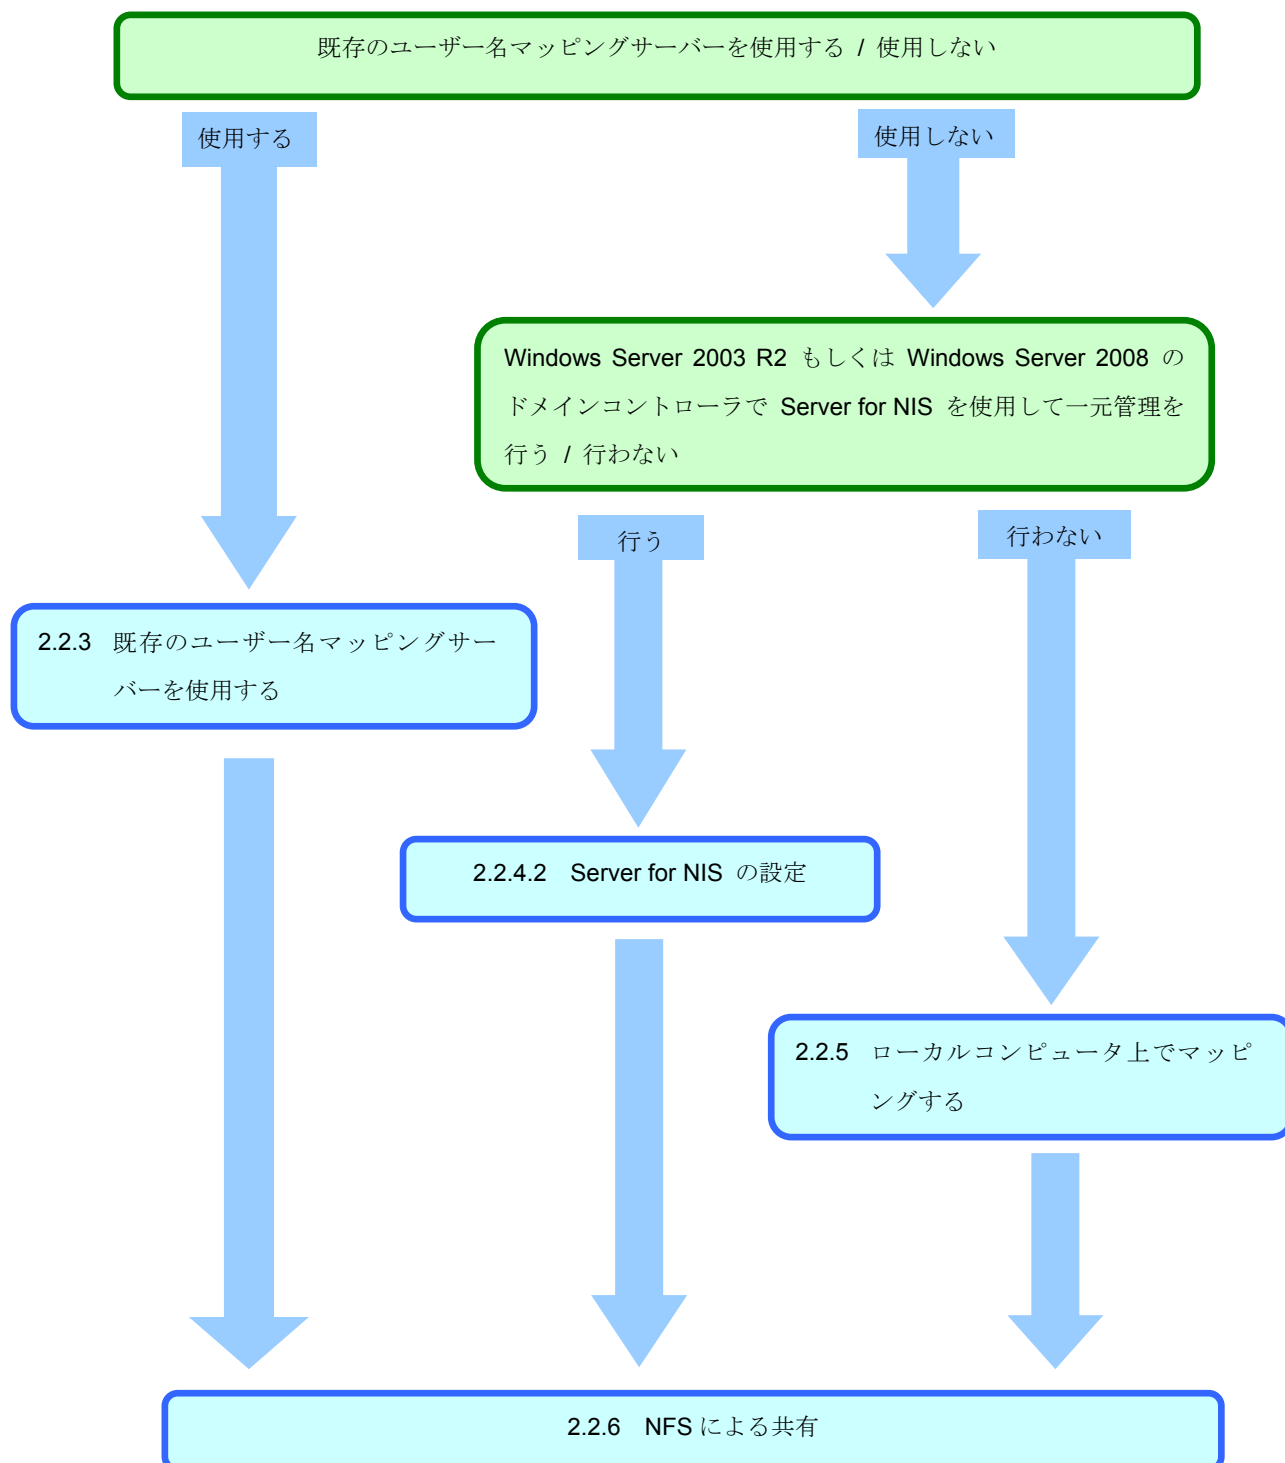 既存のユーザー名マッピングサーバーを使用する / 使用しない
使用する
使用しない
Windows Server 2003 R2 もしくは Windows Server 2008 の
ドメインコントローラで Server for NIS を使用して一元管理を
行う / 行わない
行う
行わない
2.2.3 既存のユーザー名マッピングサー
バーを使用する
2.2.4.2 Server for NIS の設定
2.2.5 ローカルコンピュータ上でマッピ
ングする
2.2.6 NFS による共有